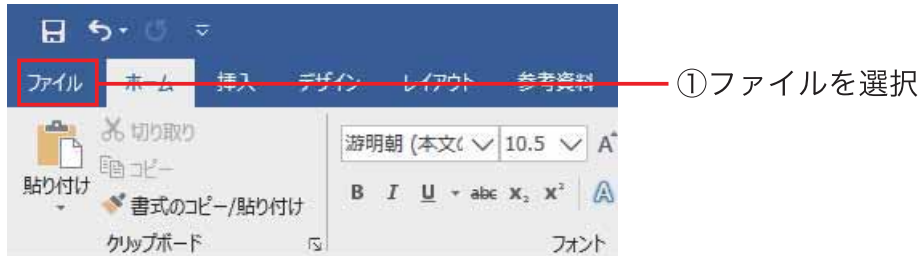 ファイル ホーム 挿入 デザイン レイアウト 参考資料
①ファイルを選択
切り取り
コピー
貼り付け
書式のコピー/貼り付け
クリップボード
游明朝 (本文( 10.5 A
B I U abc X₂ X² A
フォント